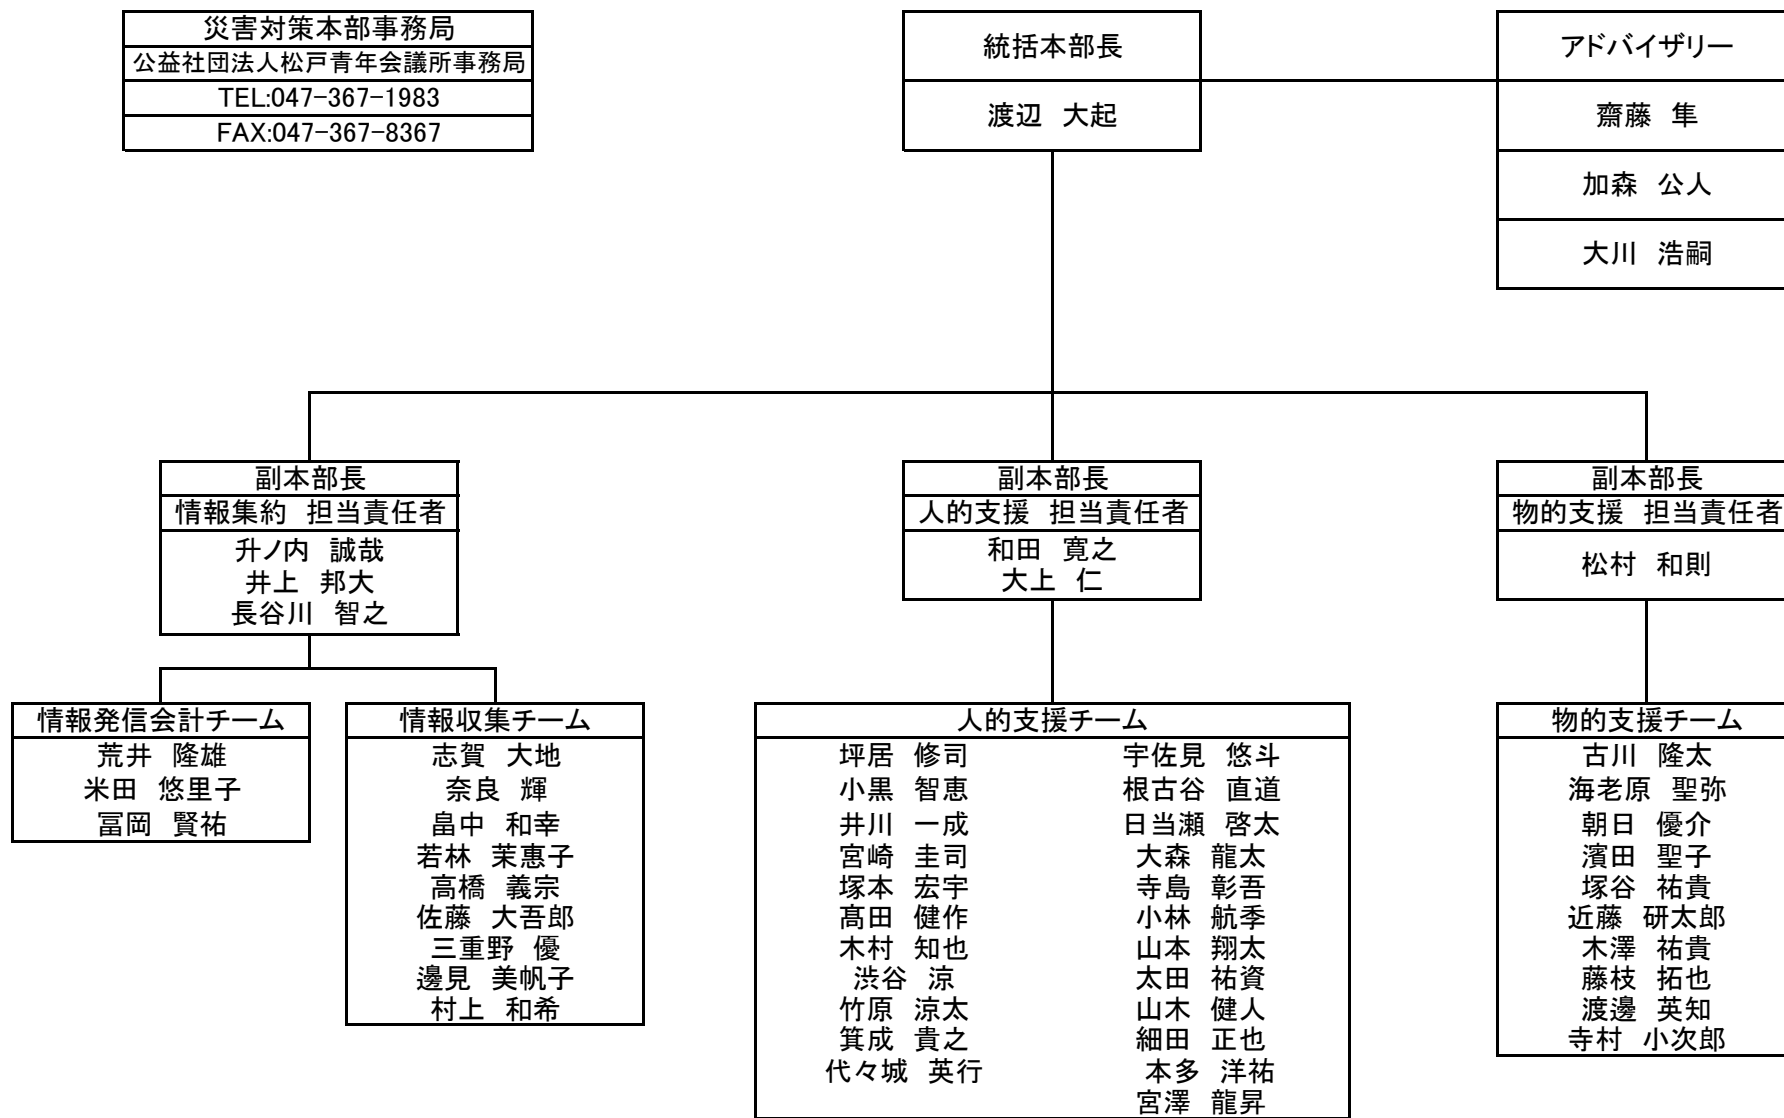 災害対策本部事務局
公益社団法人松戸青年会議所事務局
TEL:047-367-1983
FAX:047-367-8367
統括本部長
渡辺 大起
アドバイザリー
齋藤 隼
加森 公人
大川 浩嗣
副本部長
情報集約 担当責任者
升ノ内 誠哉
井上 邦大
長谷川 智之
副本部長
人的支援 担当責任者
和田 寛之
大上 仁
副本部長
物的支援 担当責任者
松村 和則
情報発信会計チーム
荒井 隆雄
米田 悠里子
冨岡 賢祐
情報収集チーム
志賀 大地
奈良 輝
畠中 和幸
若林 茉惠子
高橋 義宗
佐藤 大吾郎
三重野 優
邊見 美帆子
村上 和希
人的支援チーム
坪居 修司
小黒 智恵
井川 一成
宮崎 圭司
塚本 宏宇
髙田 健作
木村 知也
渋谷 涼
竹原 涼太
箕成 貴之
代々城 英行
宇佐見 悠斗
根古谷 直道
日当瀬 啓太
大森 龍太
寺島 彰吾
小林 航季
山本 翔太
太田 祐資
山木 健人
細田 正也
本多 洋祐
宮澤 龍昇
物的支援チーム
古川 隆太
海老原 聖弥
朝日 優介
濱田 聖子
塚谷 祐貴
近藤 研太郎
木澤 祐貴
藤枝 拓也
渡邊 英知
寺村 小次郎